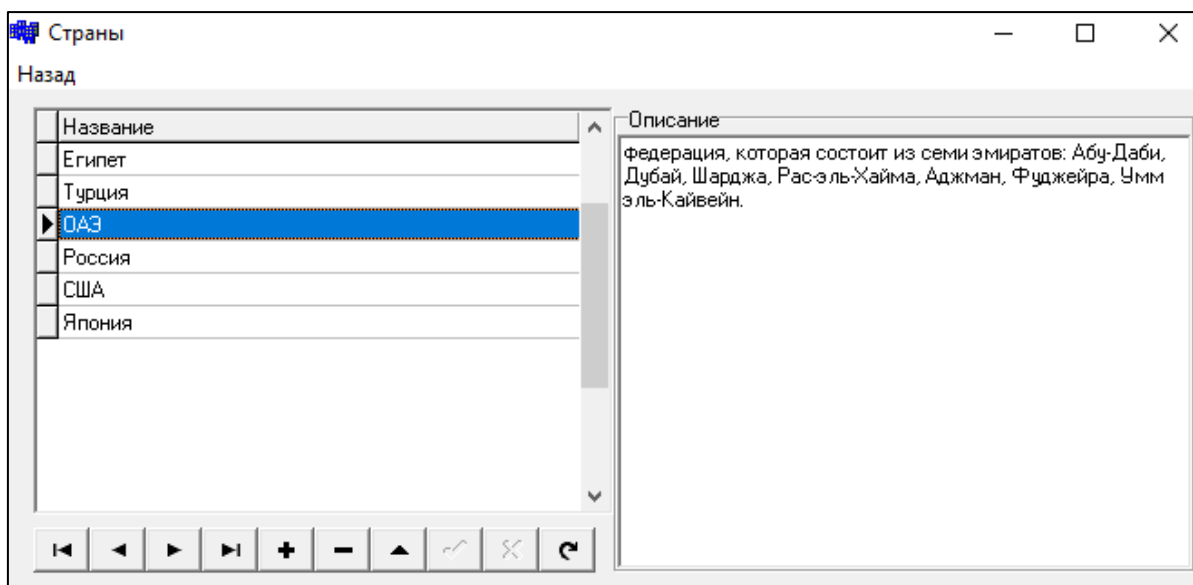 Страны
Назад
Название
Египет
Турция
ОАЭ
Россия
США
Япония
Описание
федерация, которая состоит из семи эмиратов: Абу-Даби,
Дубай, Шарджа, Рас-эль-Хайма, Аджман, Фуджейра, Умм
эль-Кайвейн.